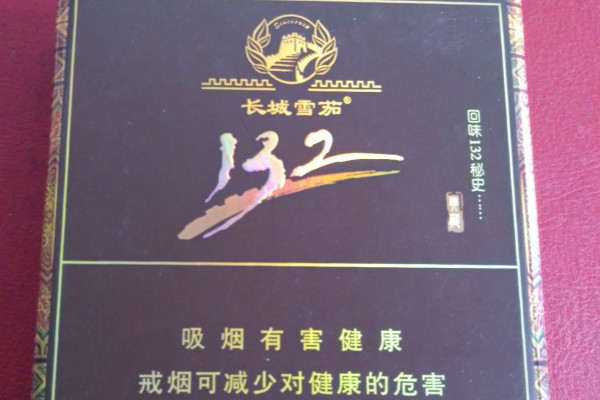 长城雪茄®
132
回味132秘史……
吸烟有害健康
戒烟可减少对健康的危害